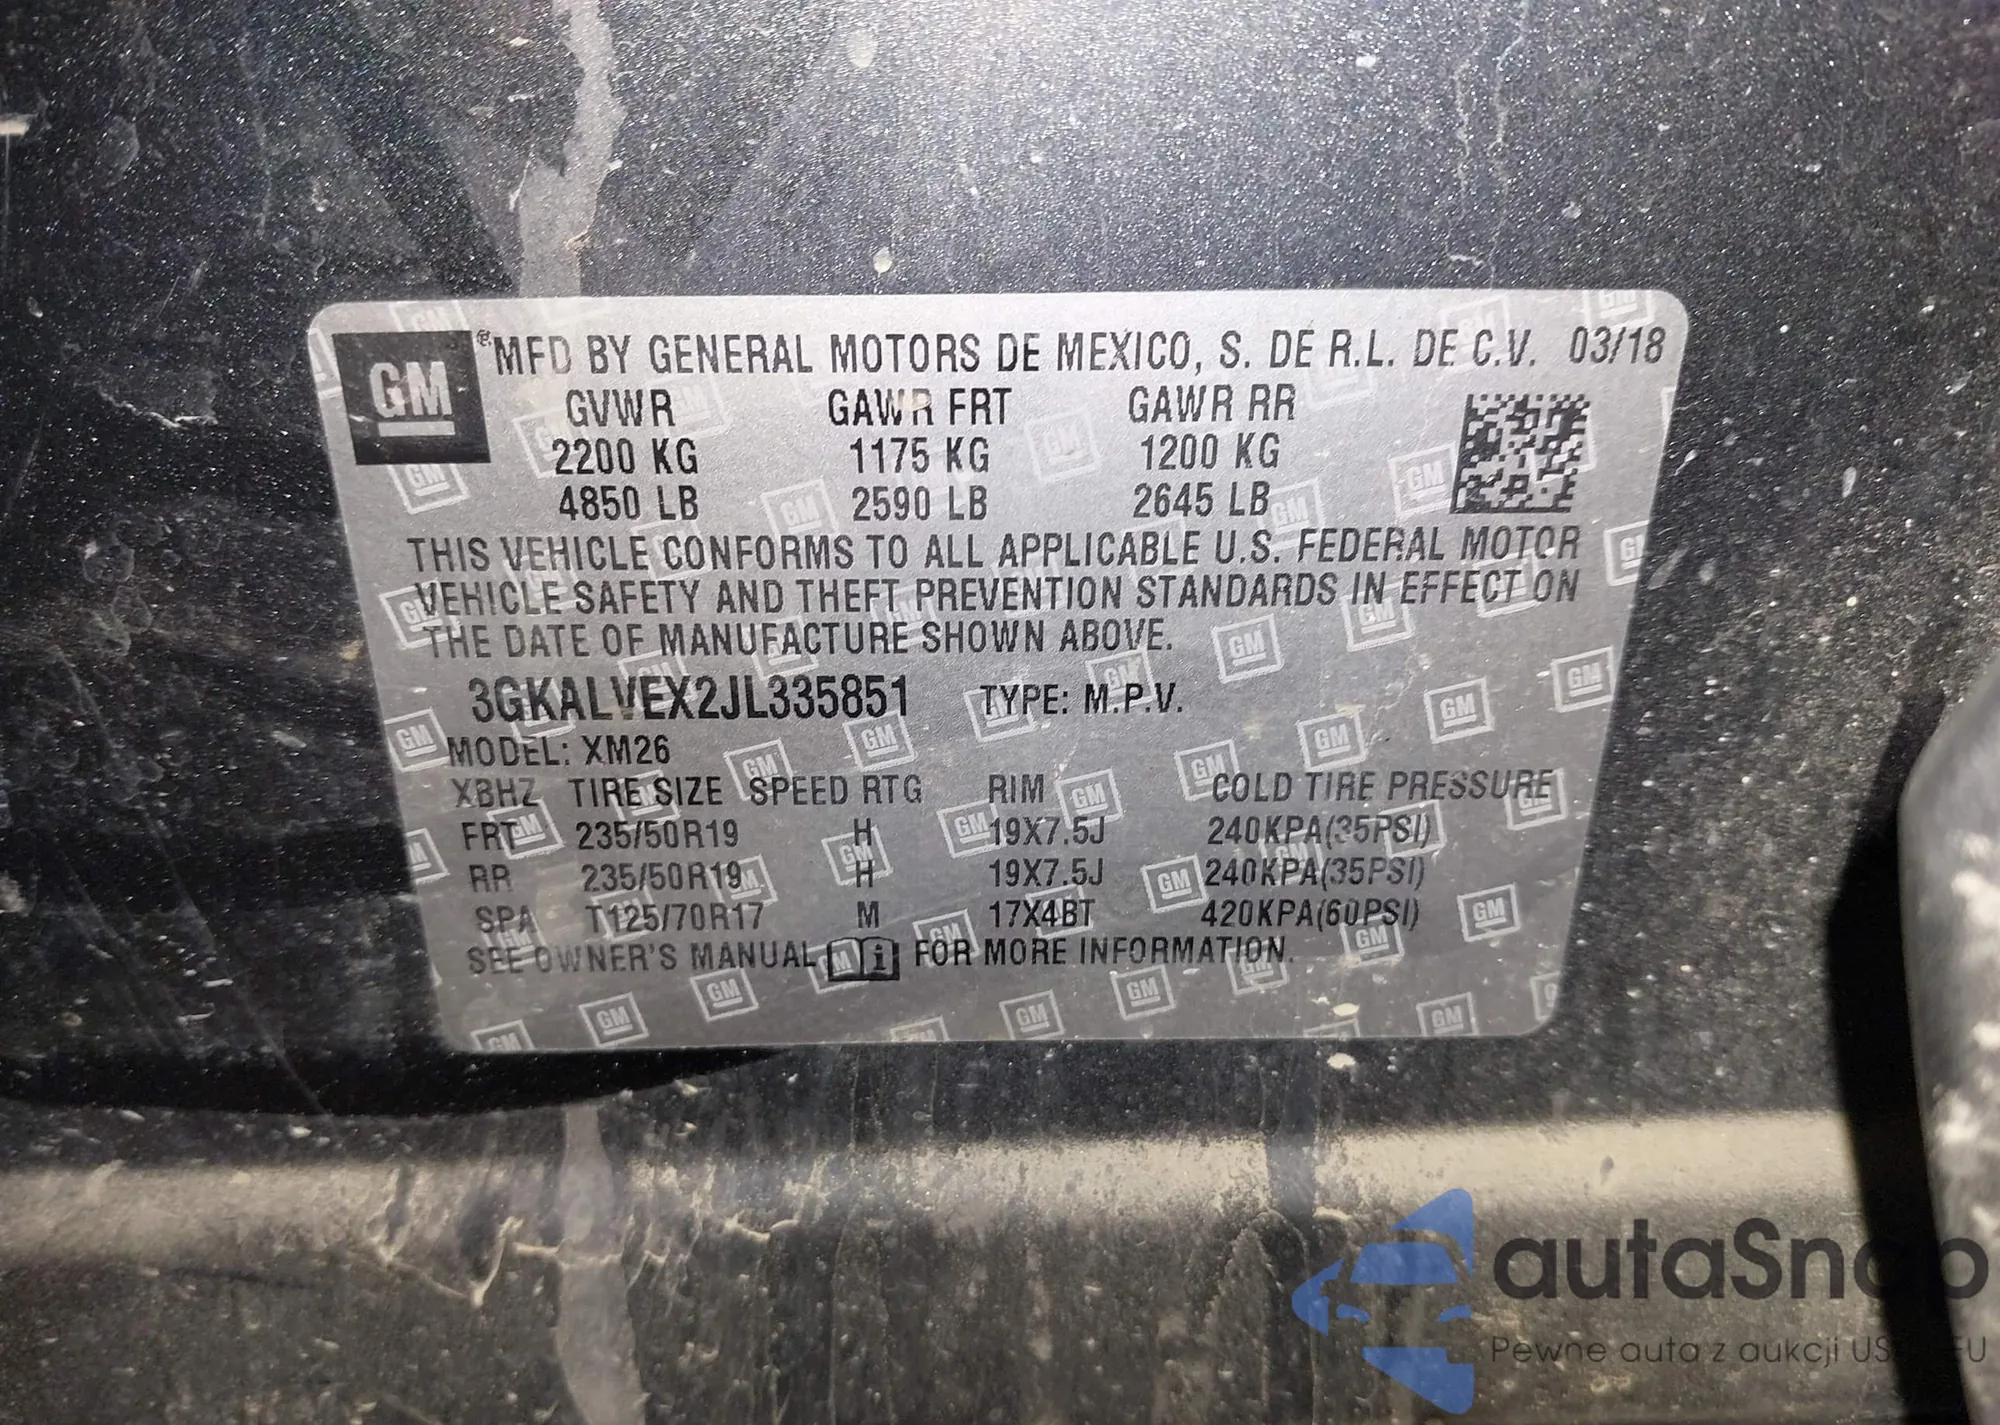 GM ® MFD BY GENERAL MOTORS DE MEXICO, S. DE R.L. DE C.V. 03/18
GVWR GAWR FRT GAWR RR
2200 KG 1175 KG 1200 KG
4850 LB 2590 LB 2645 LB
THIS VEHICLE CONFORMS TO ALL APPLICABLE U.S. FEDERAL MOTOR
VEHICLE SAFETY AND THEFT PREVENTION STANDARDS IN EFFECT ON
THE DATE OF MANUFACTURE SHOWN ABOVE.
3GKALVEX2JL335851 TYPE: M.P.V.
MODEL: XM26
XBHZ TIRE SIZE SPEED RTG RIM COLD TIRE PRESSURE
FRT 235/50R19 H 19X7.5J 240KPA(35PSI)
RR 235/50R19 H 19X7.5J 240KPA(35PSI)
SPA T125/70R17 M 17X4BT 420KPA(60PSI)
SEE OWNER'S MANUAL i FOR MORE INFORMATION.
autaSnap
Pewne auta z aukcji